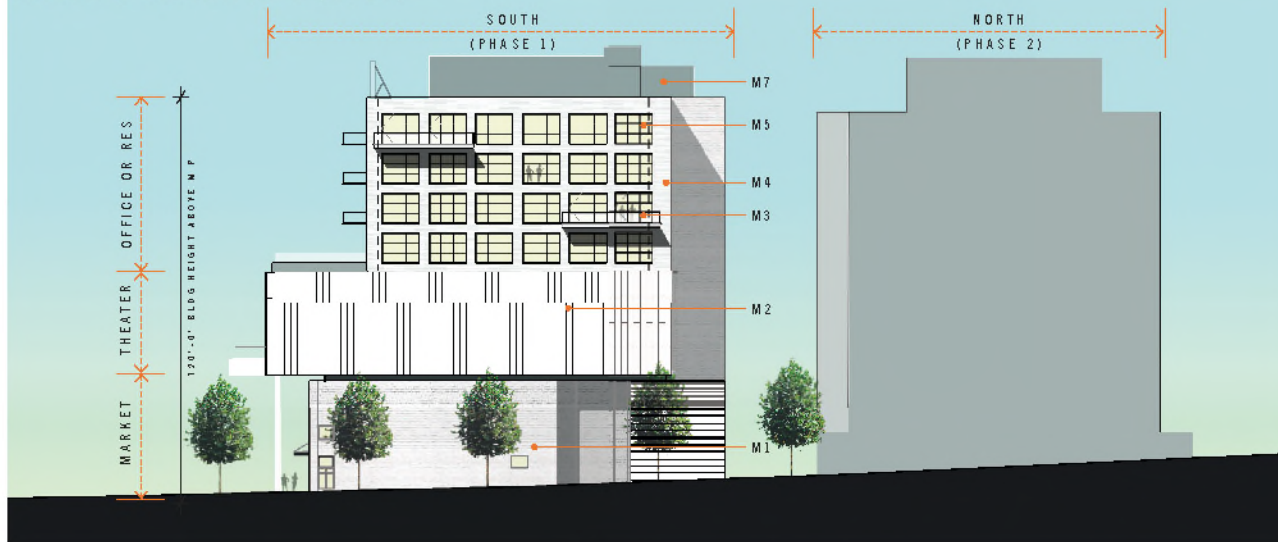 SOUTH
(PHASE 1)
NORTH
(PHASE 2)
M7
M5
M4
M3
M2
M1
OFFICE OR RES
THEATER
MARKET
120'-0' BLDG HEIGHT ABOVE M P